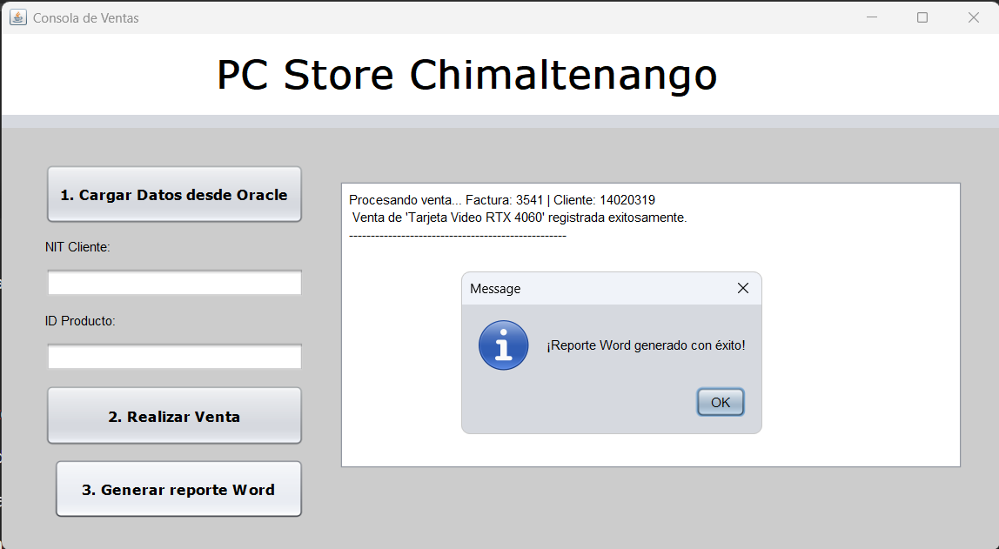 Consola de Ventas
PC Store Chimaltenango
1. Cargar Datos desde Oracle
NIT Cliente:
ID Producto:
2. Realizar Venta
3. Generar reporte Word
Procesando venta... Factura: 3541 | Cliente: 14020319
Venta de 'Tarjeta Video RTX 4060' registrada exitosamente.
--------------------------------------------------
Message
¡Reporte Word generado con éxito!
OK